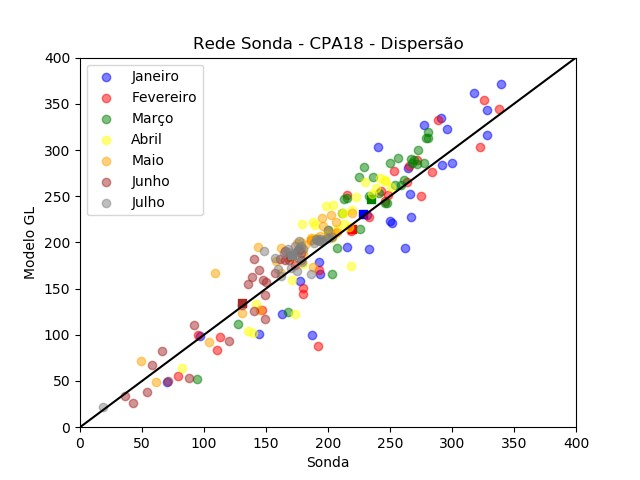 Rede Sonda - CPA18 - Dispersão
400
350
300
250
200
150
100
50
0
Modelo GL
Janeiro
Fevereiro
Março
Abril
Maio
Junho
Julho
0 50 100 150 200 250 300 350 400
Sonda